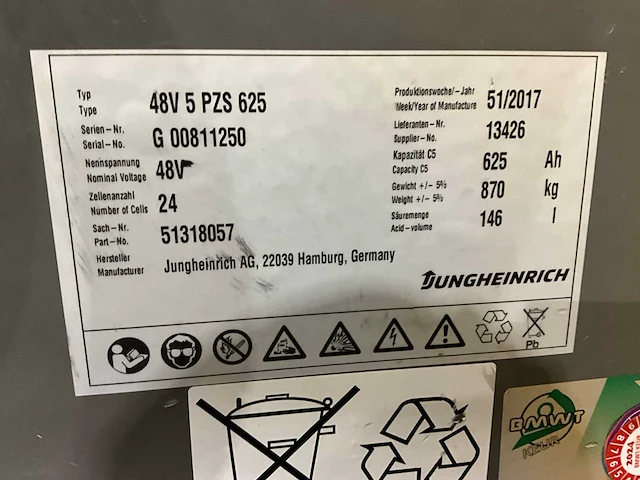 Typ
Type
48V 5 PZS 625
Serien-Nr.
Serial-No.
G 00811250
Nennspannung
Nominal Voltage
48V
Zellenanzahl
Number of Cells
24
Sach-Nr.
Part-No.
51318057
Hersteller
Manufacturer
Jungheinrich AG, 22039 Hamburg, Germany
Produktionswoche/-Jahr
Week/Year of Manufacture
51/2017
Lieferanten-Nr.
Supplier-No.
13426
Kapazität C5
Capacity C5
625 Ah
Gewicht +/- 5%
Weight +/- 5%
870 kg
Säuremenge
Acid-volume
146 l
JUNGHEINRICH
Pb
BMWT
KEUR
2024